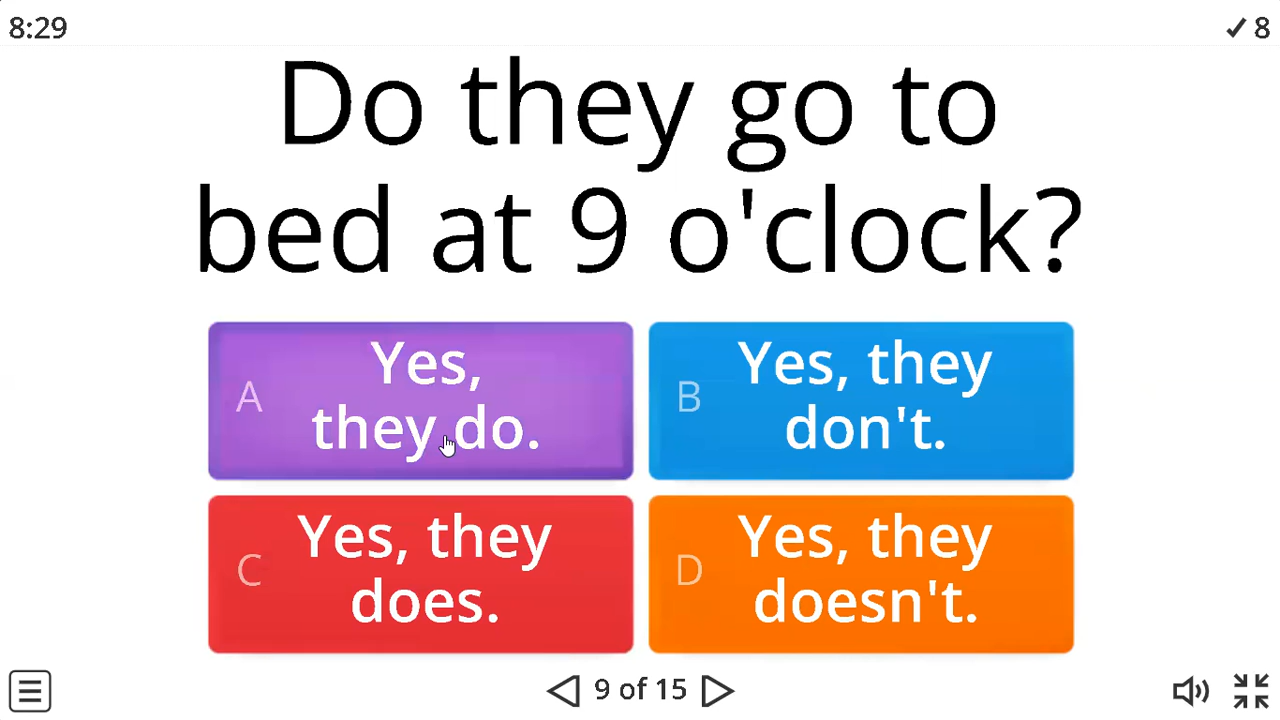 8:29
✓ 8
Do they go to
bed at 9 o'clock?
A
Yes,
they do.
B
Yes, they
don't.
C
Yes, they
does.
D
Yes, they
doesn't.
9 of 15